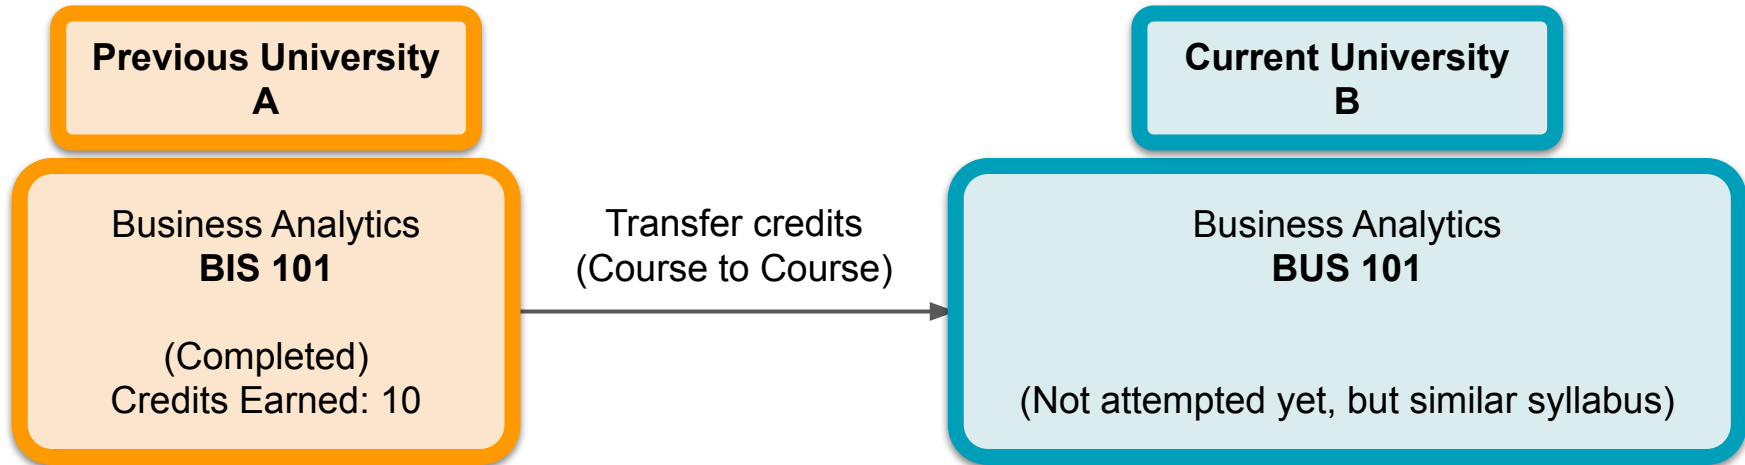 Previous University
A
Business Analytics
BIS 101
(Completed)
Credits Earned: 10
Transfer credits
(Course to Course)
Current University
B
Business Analytics
BUS 101
(Not attempted yet, but similar syllabus)